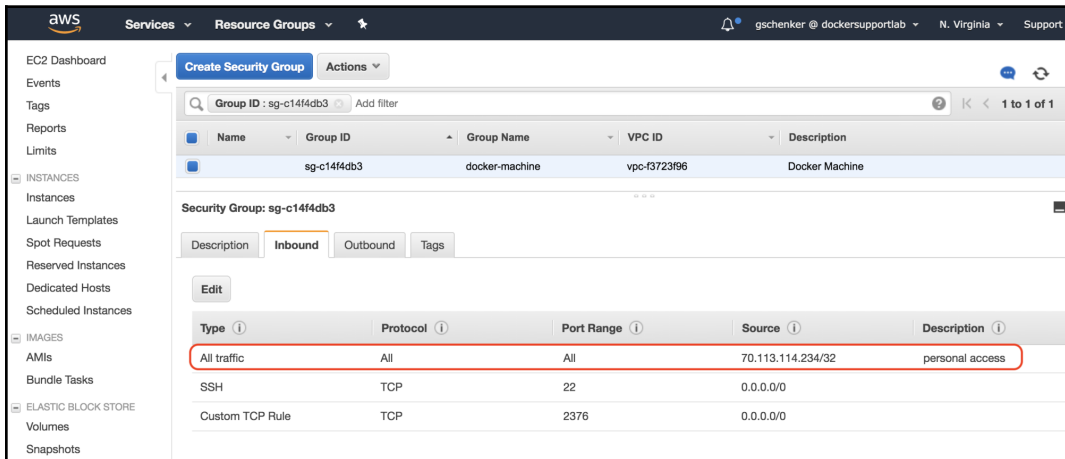 aws Services Resource Groups gschenker @ dockersupportlab N. Virginia Support
EC2 Dashboard
Events
Tags
Reports
Limits
INSTANCES
Instances
Launch Templates
Spot Requests
Reserved Instances
Dedicated Hosts
Scheduled Instances
IMAGES
AMIs
Bundle Tasks
ELASTIC BLOCK STORE
Volumes
Snapshots
Create Security Group Actions
Group ID : sg-c14f4db3 Add filter 1 to 1 of 1
Name Group ID Group Name VPC ID Description
sg-c14f4db3 docker-machine vpc-f3723f96 Docker Machine
Security Group: sg-c14f4db3
Description Inbound Outbound Tags
Edit
Type Protocol Port Range Source Description
All traffic All All 70.113.114.234/32 personal access
SSH TCP 22 0.0.0.0/0
Custom TCP Rule TCP 2376 0.0.0.0/0